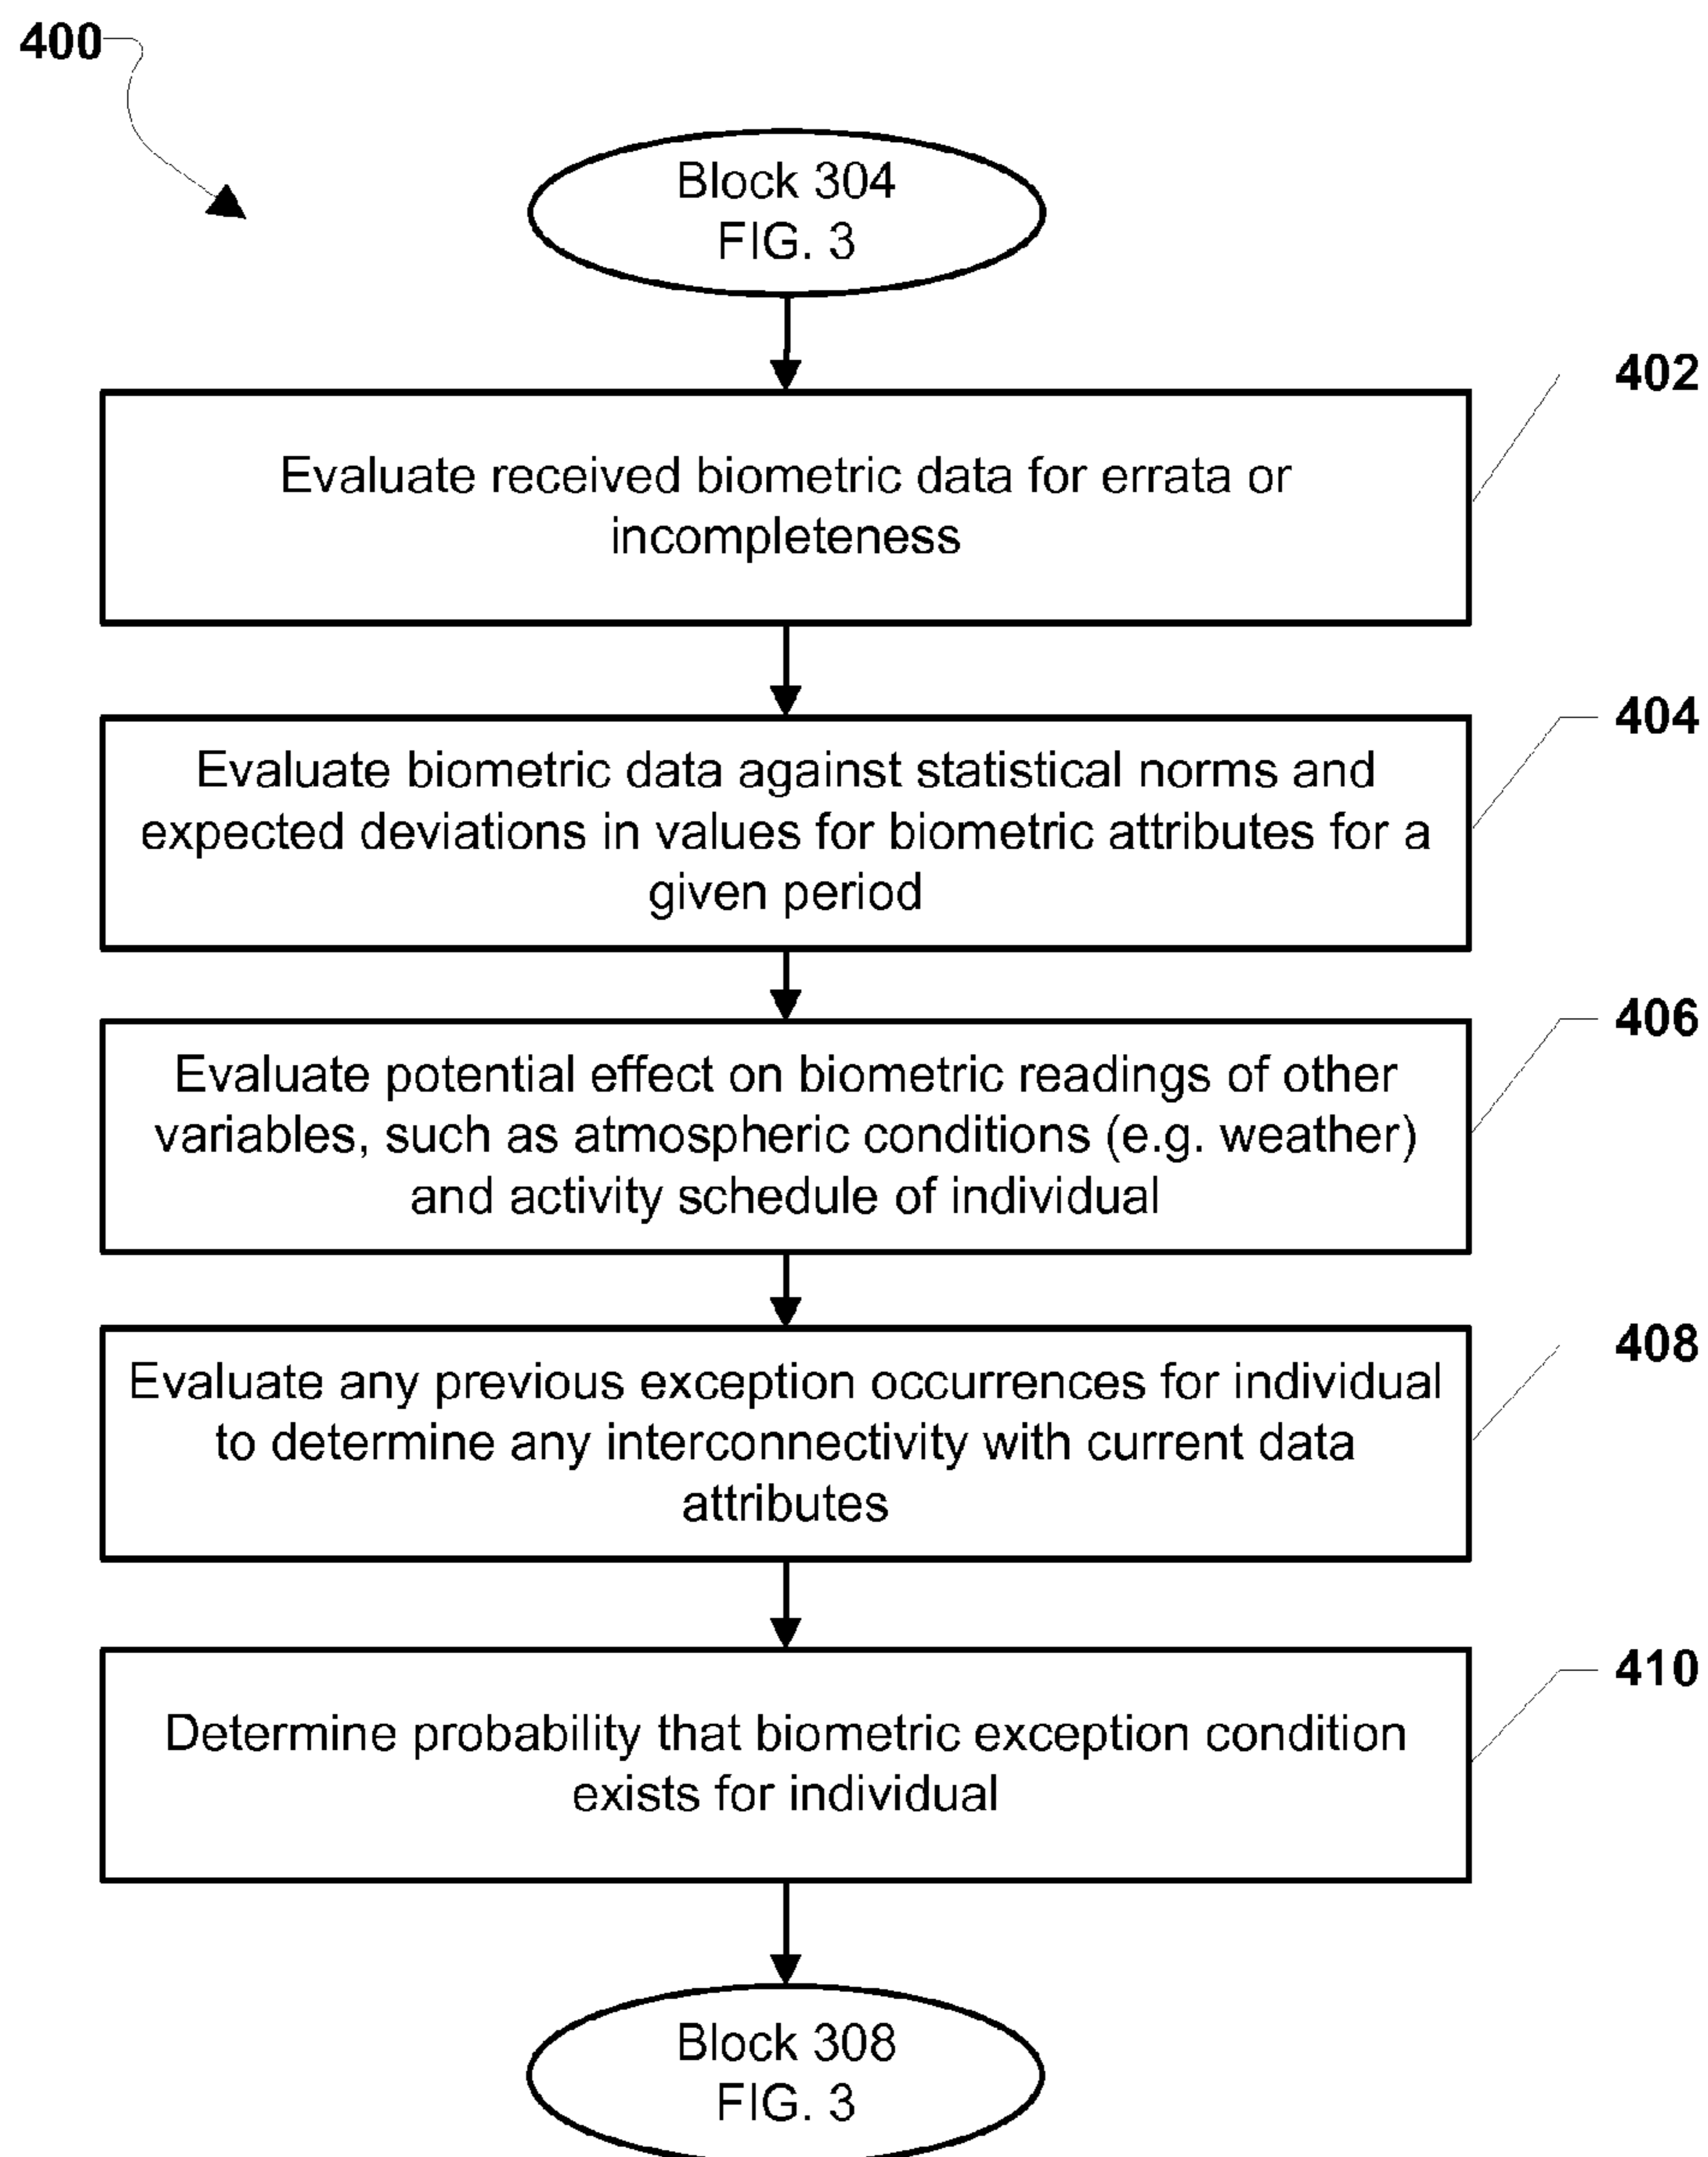 400
Block 304
FIG. 3
402
Evaluate received biometric data for errata or
incompleteness
404
Evaluate biometric data against statistical norms and
expected deviations in values for biometric attributes for a
given period
406
Evaluate potential effect on biometric readings of other
variables, such as atmospheric conditions (e.g. weather)
and activity schedule of individual
408
Evaluate any previous exception occurrences for individual
to determine any interconnectivity with current data
attributes
410
Determine probability that biometric exception condition
exists for individual
Block 308
FIG. 3